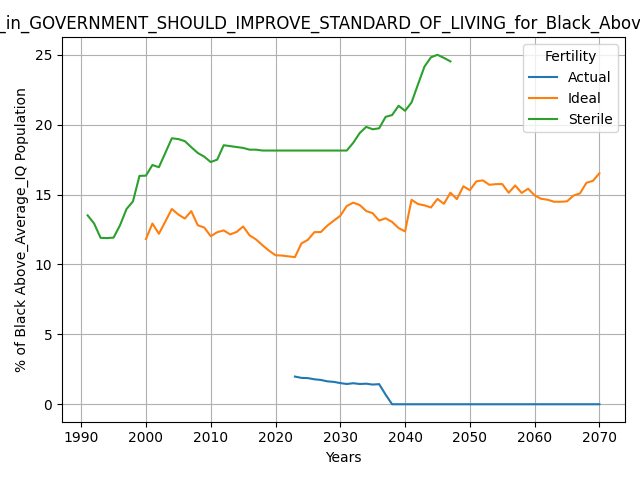 _in_GOVERNMENT_SHOULD_IMPROVE_STANDARD_OF_LIVING_for_Black_Abov
% of Black Above_Average_IQ Population
25
20
15
10
5
0
Fertility
Actual
Ideal
Sterile
1990 2000 2010 2020 2030 2040 2050 2060 2070
Years